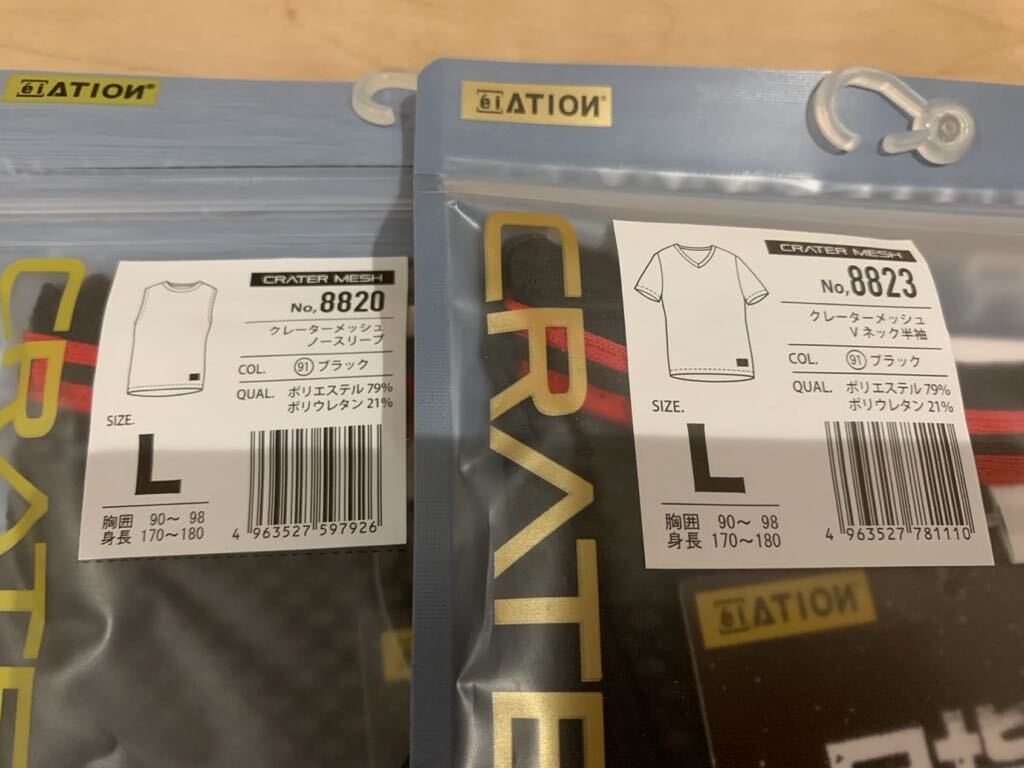 éiATION®
CRATE
CRATER MESH
No, 8820
クレーターメッシュ
ノースリーブ
COL. 91 ブラック
QUAL. ポリエステル 79%
ポリウレタン 21%
SIZE.
L
胸囲 90〜 98
身長 170〜180
4 963527 597926
éiATION®
CRATE
CRATER MESH
No, 8823
クレーターメッシュ
Vネック半袖
COL. 91 ブラック
QUAL. ポリエステル 79%
ポリウレタン 21%
SIZE.
L
胸囲 90〜 98
身長 170〜180
4 963527 781110
éiATION